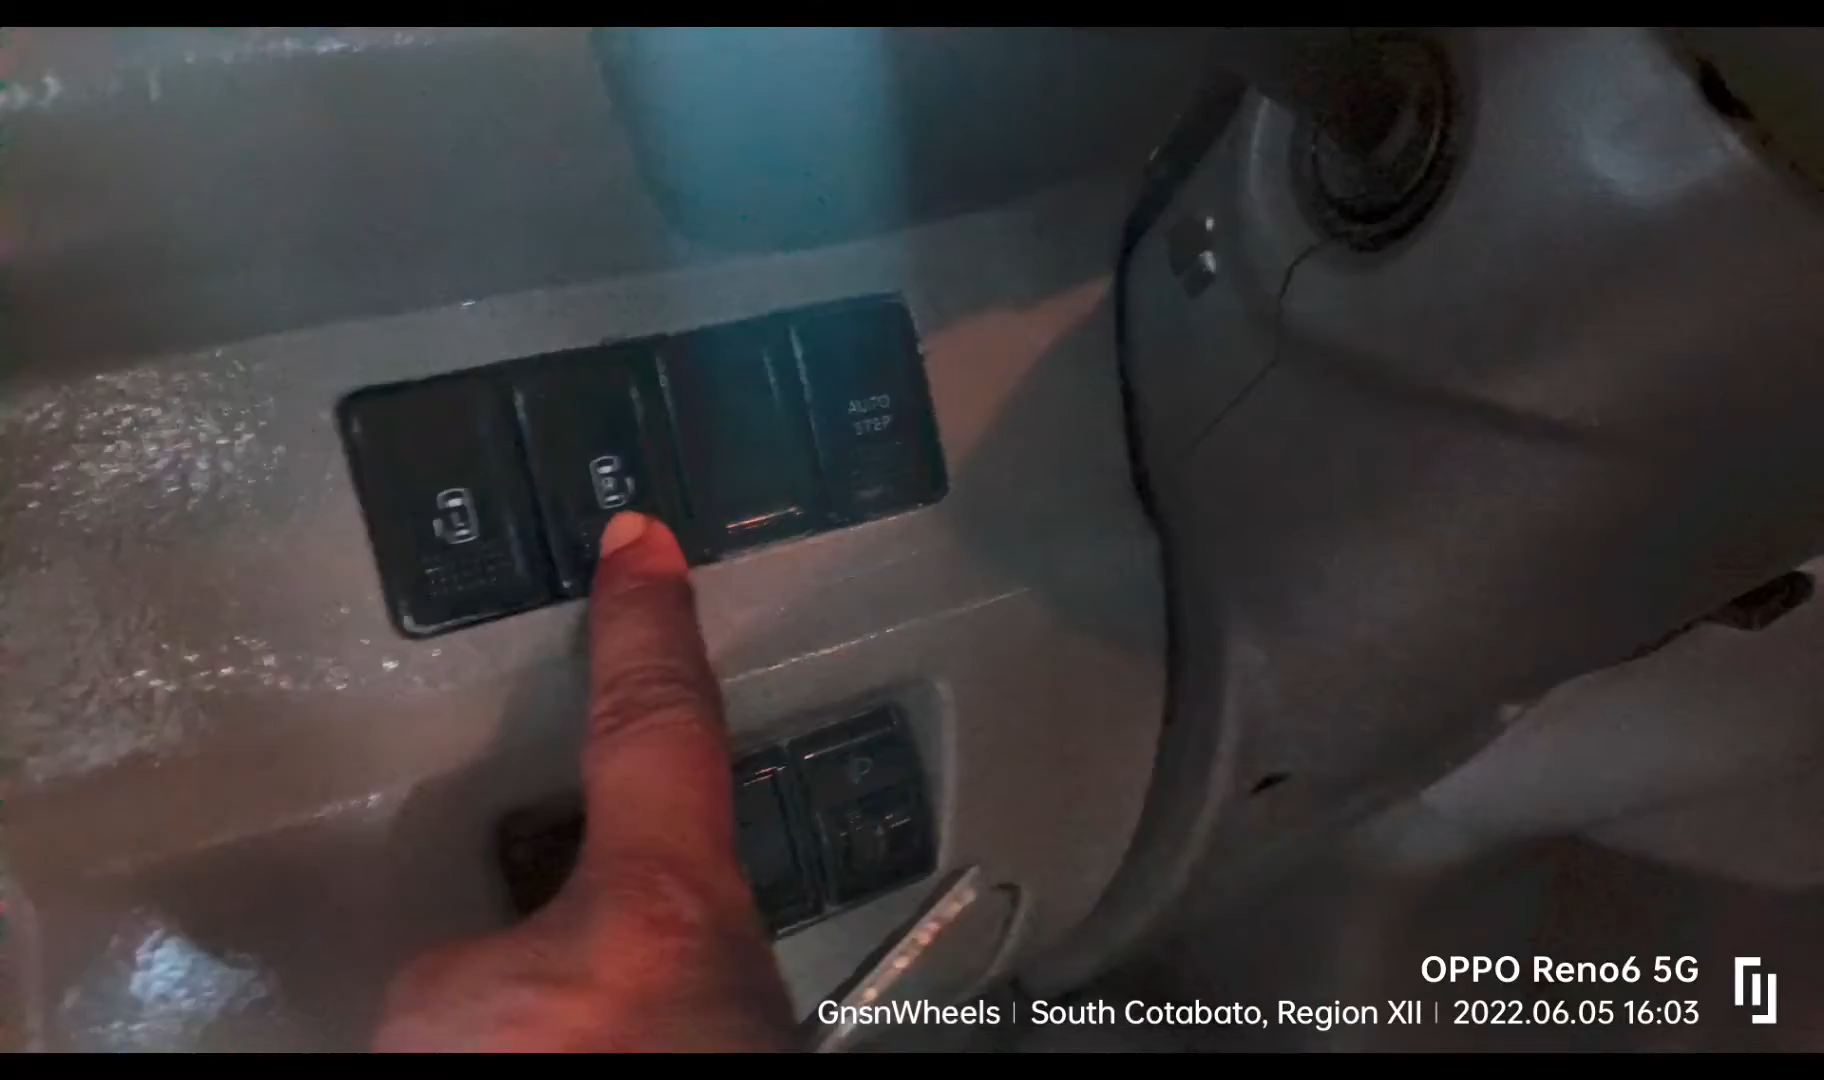 L
R
AUTO
STEP
OPPO Reno6 5G
GnsnWheels | South Cotabato, Region XII | 2022.06.05 16:03